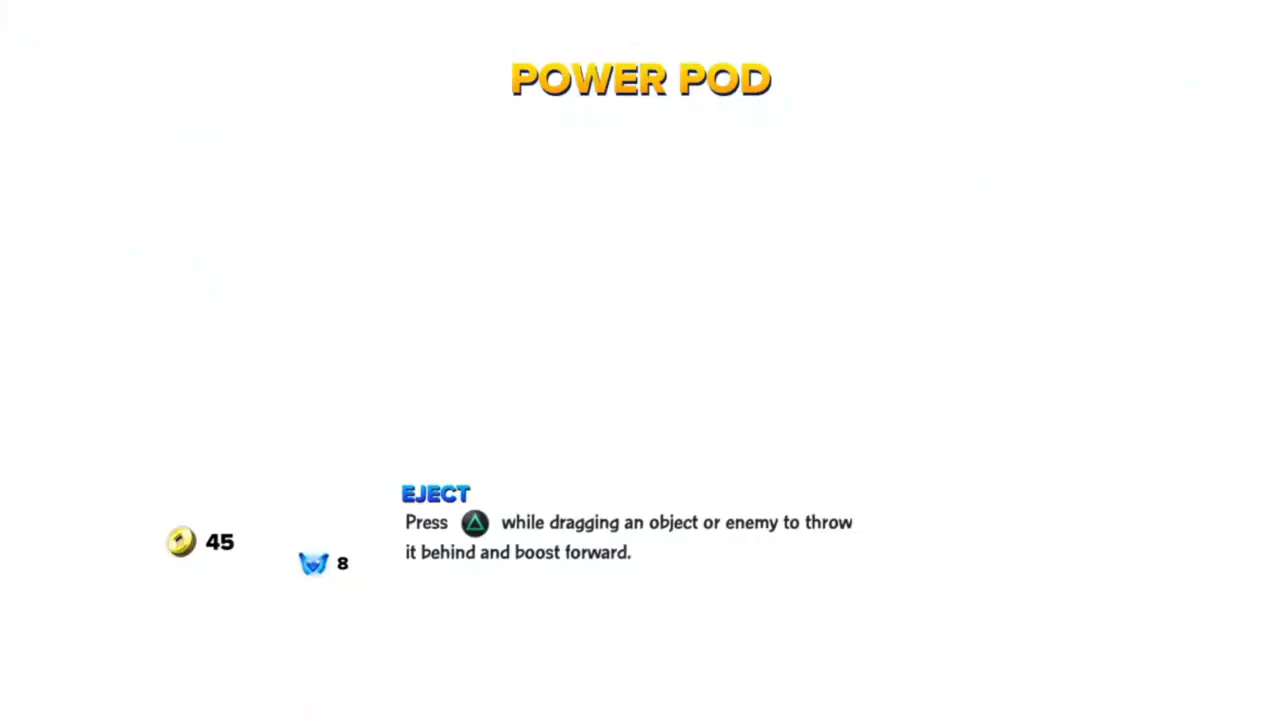 POWER POD
EJECT
Press △ while dragging an object or enemy to throw
it behind and boost forward.
45
8